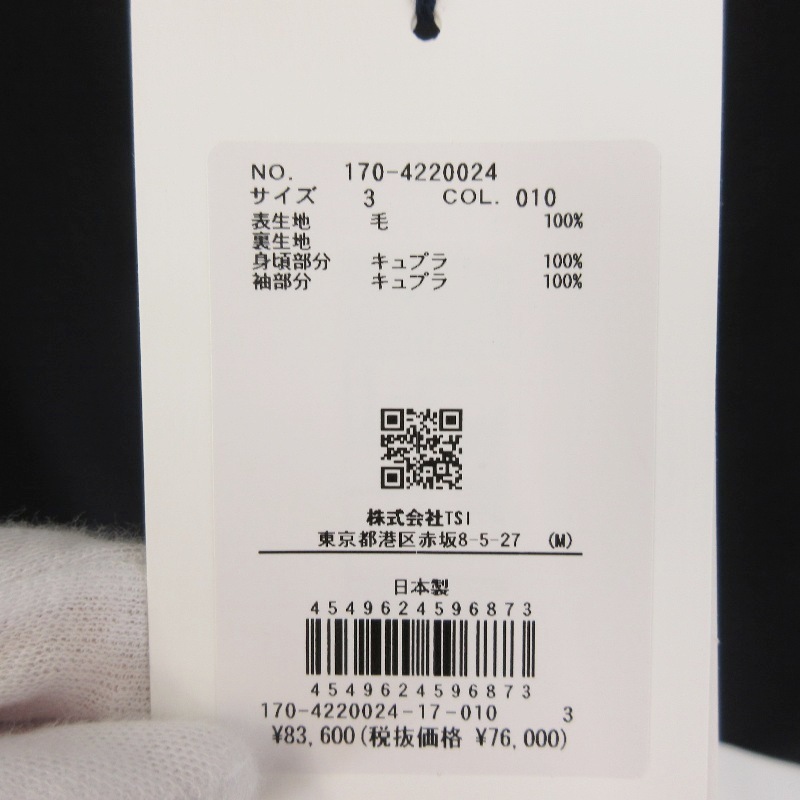 NO. 170-4220024
サイズ 3 COL. 010
表生地 毛 100%
裏生地
身頃部分 キュプラ 100%
袖部分 キュプラ 100%
株式会社TSI
東京都港区赤坂8-5-27 (M)
日本製
4549624596873
4549624596873
170-4220024-17-010 3
¥83,600(税抜価格 ¥76,000)